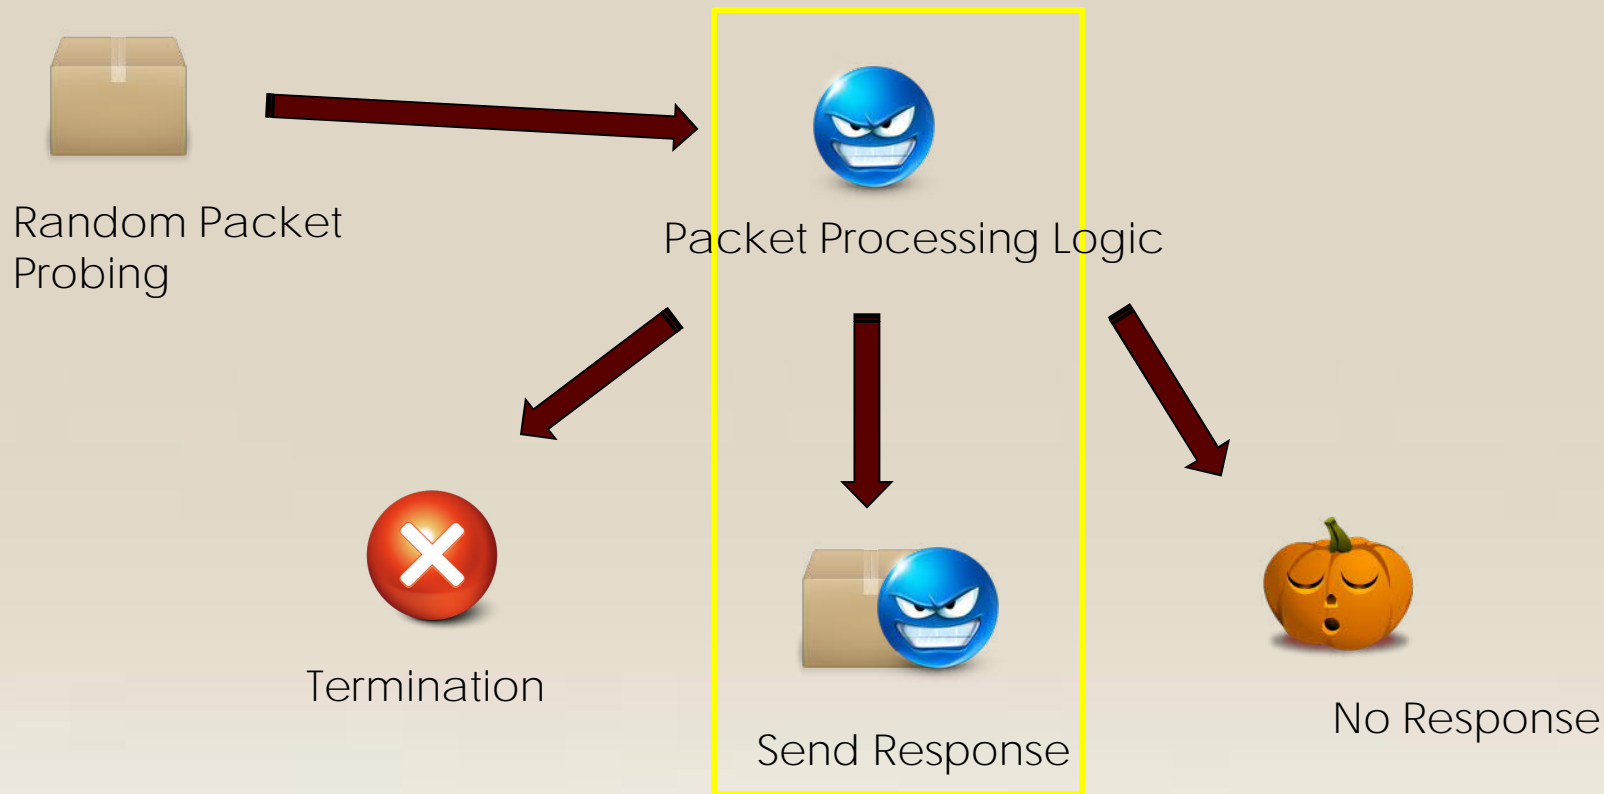 Random Packet
Probing
Packet Processing Logic
Termination
Send Response
No Response